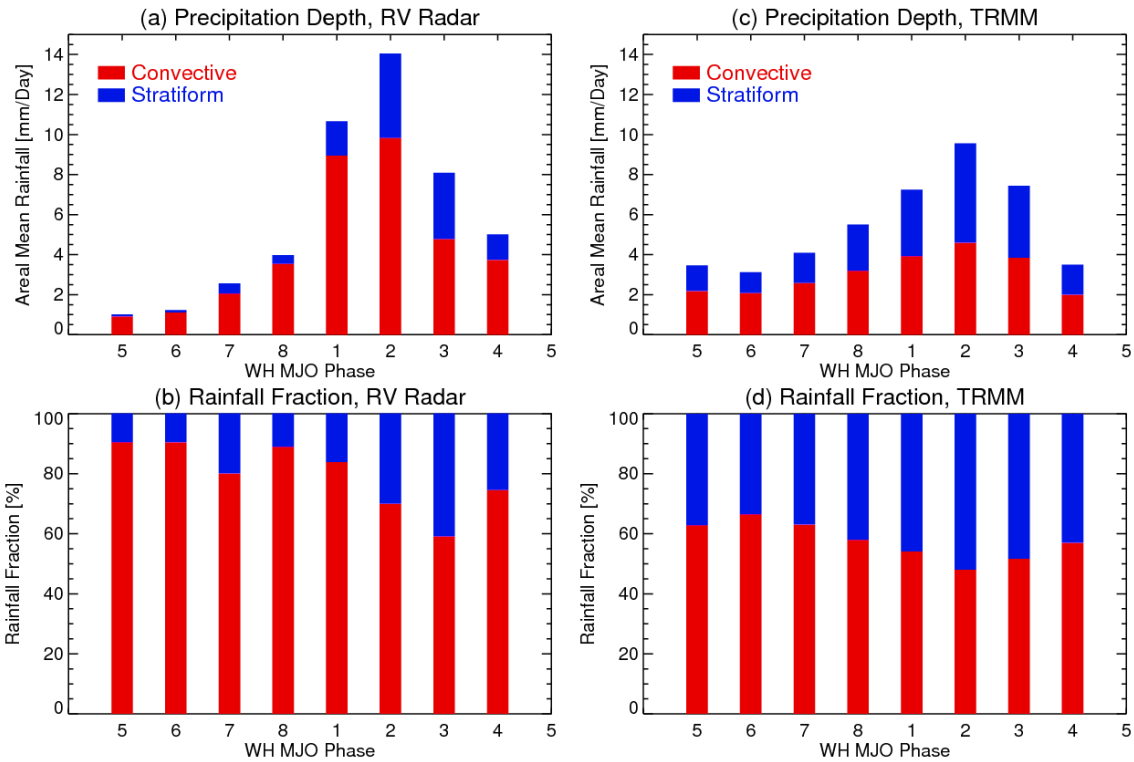 (a) Precipitation Depth, RV Radar
Areal Mean Rainfall [mm/Day]
14
12
10
8
6
4
2
0
Convective
Stratiform
5 6 7 8 1 2 3 4 5
WH MJO Phase
(c) Precipitation Depth, TRMM
Areal Mean Rainfall [mm/Day]
14
12
10
8
6
4
2
0
Convective
Stratiform
5 6 7 8 1 2 3 4 5
WH MJO Phase
(b) Rainfall Fraction, RV Radar
Rainfall Fraction [%]
100
80
60
40
20
0
5 6 7 8 1 2 3 4 5
WH MJO Phase
(d) Rainfall Fraction, TRMM
Rainfall Fraction [%]
100
80
60
40
20
0
5 6 7 8 1 2 3 4 5
WH MJO Phase